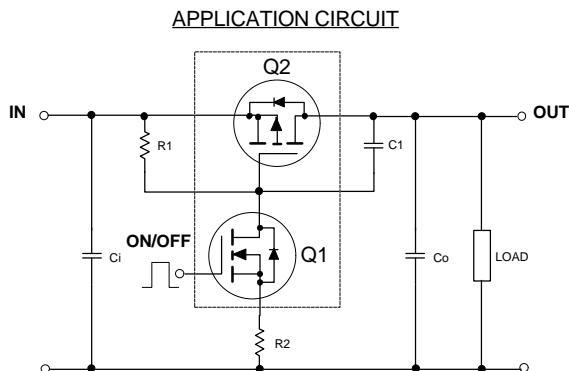 APPLICATION CIRCUIT
Q2
IN
OUT
R1
C1
ON/OFF
Q1
Ci
Co
LOAD
R2